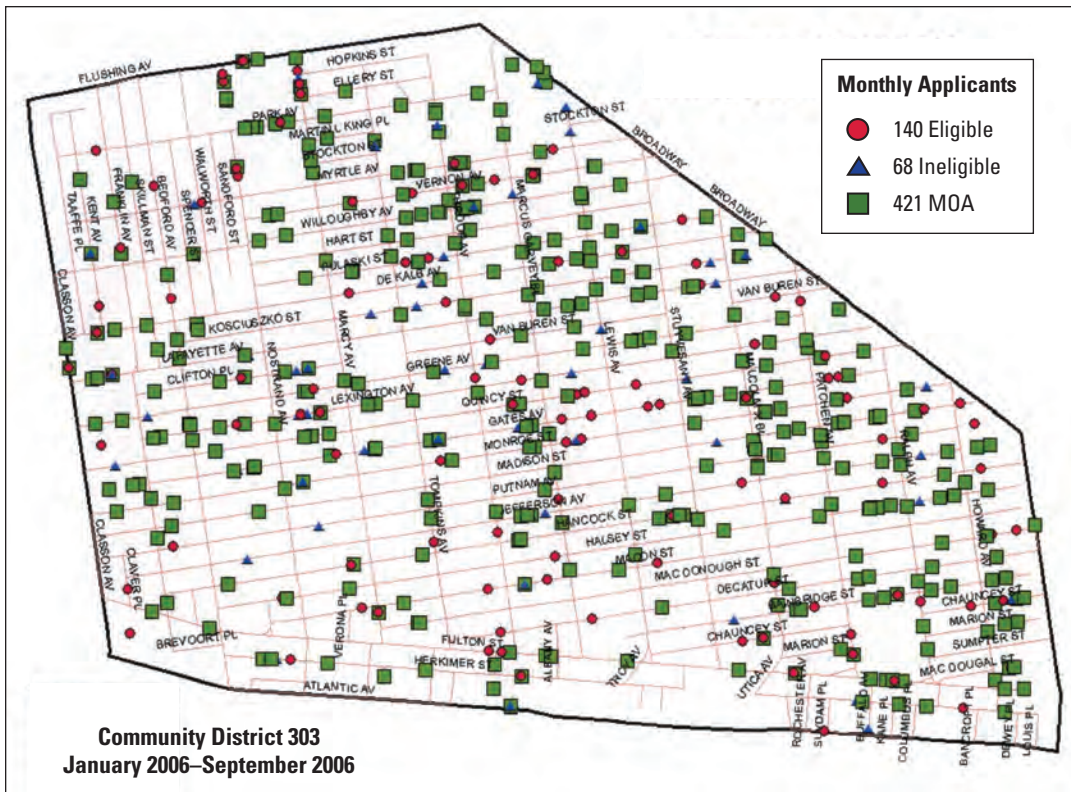 HOPKINS ST
FLUSHING AV
ELLERY ST
PARK AV
MARTIN L KING PL
STOCKTON ST
STOCKTON ST
MYRTLE AV
BROADWAY
VERNON AV
WALWORTH ST
SANDFORD ST
BROADWAY
KENT AV
TAAFFE PL
FRANKLIN AV
SKILLMAN ST
BEDFORD AV
SPENCER ST
WILLOUGHBY AV
MARCUS GARVEY BL
HART ST
PULASKI ST
DE KALB AV
CLASSON AV
VAN BUREN ST
KOSCIUSZKO ST
MARCY AV
VAN BUREN ST
LEWIS AV
STUYVESANT AV
LAFAYETTE AV
NOSTRAND AV
GREENE AV
CLIFTON PL
MALCOLM X BL
PATCHEN AV
LEXINGTON AV
QUINCY ST
GATES AV
MONROE ST
RALPH AV
MADISON ST
PUTNAM AV
TOMPKINS AV
JEFFERSON AV
HOWARD AV
HANCOCK ST
HALSEY ST
CLASSON AV
MACON ST
CLAVER PL
MAC DONOUGH ST
DECATUR ST
BAINBRIDGE ST
CHAUNCEY ST
VERONA PL
MARION ST
BREVOORT PL
CHAUNCEY ST
FULTON ST
MARION ST
SUMPTER ST
HERKIMER ST
ALBANY AV
TROY AV
UTICA AV
MAC DOUGAL ST
ATLANTIC AV
ROCHESTER AV
SUYDAM PL
BUFFALO AV
KANE PL
COLUMBUS PL
BANCROFT PL
DEWEY PL
LOUIS PL
Monthly Applicants
140 Eligible
68 Ineligible
421 MOA
Community District 303
January 2006–September 2006